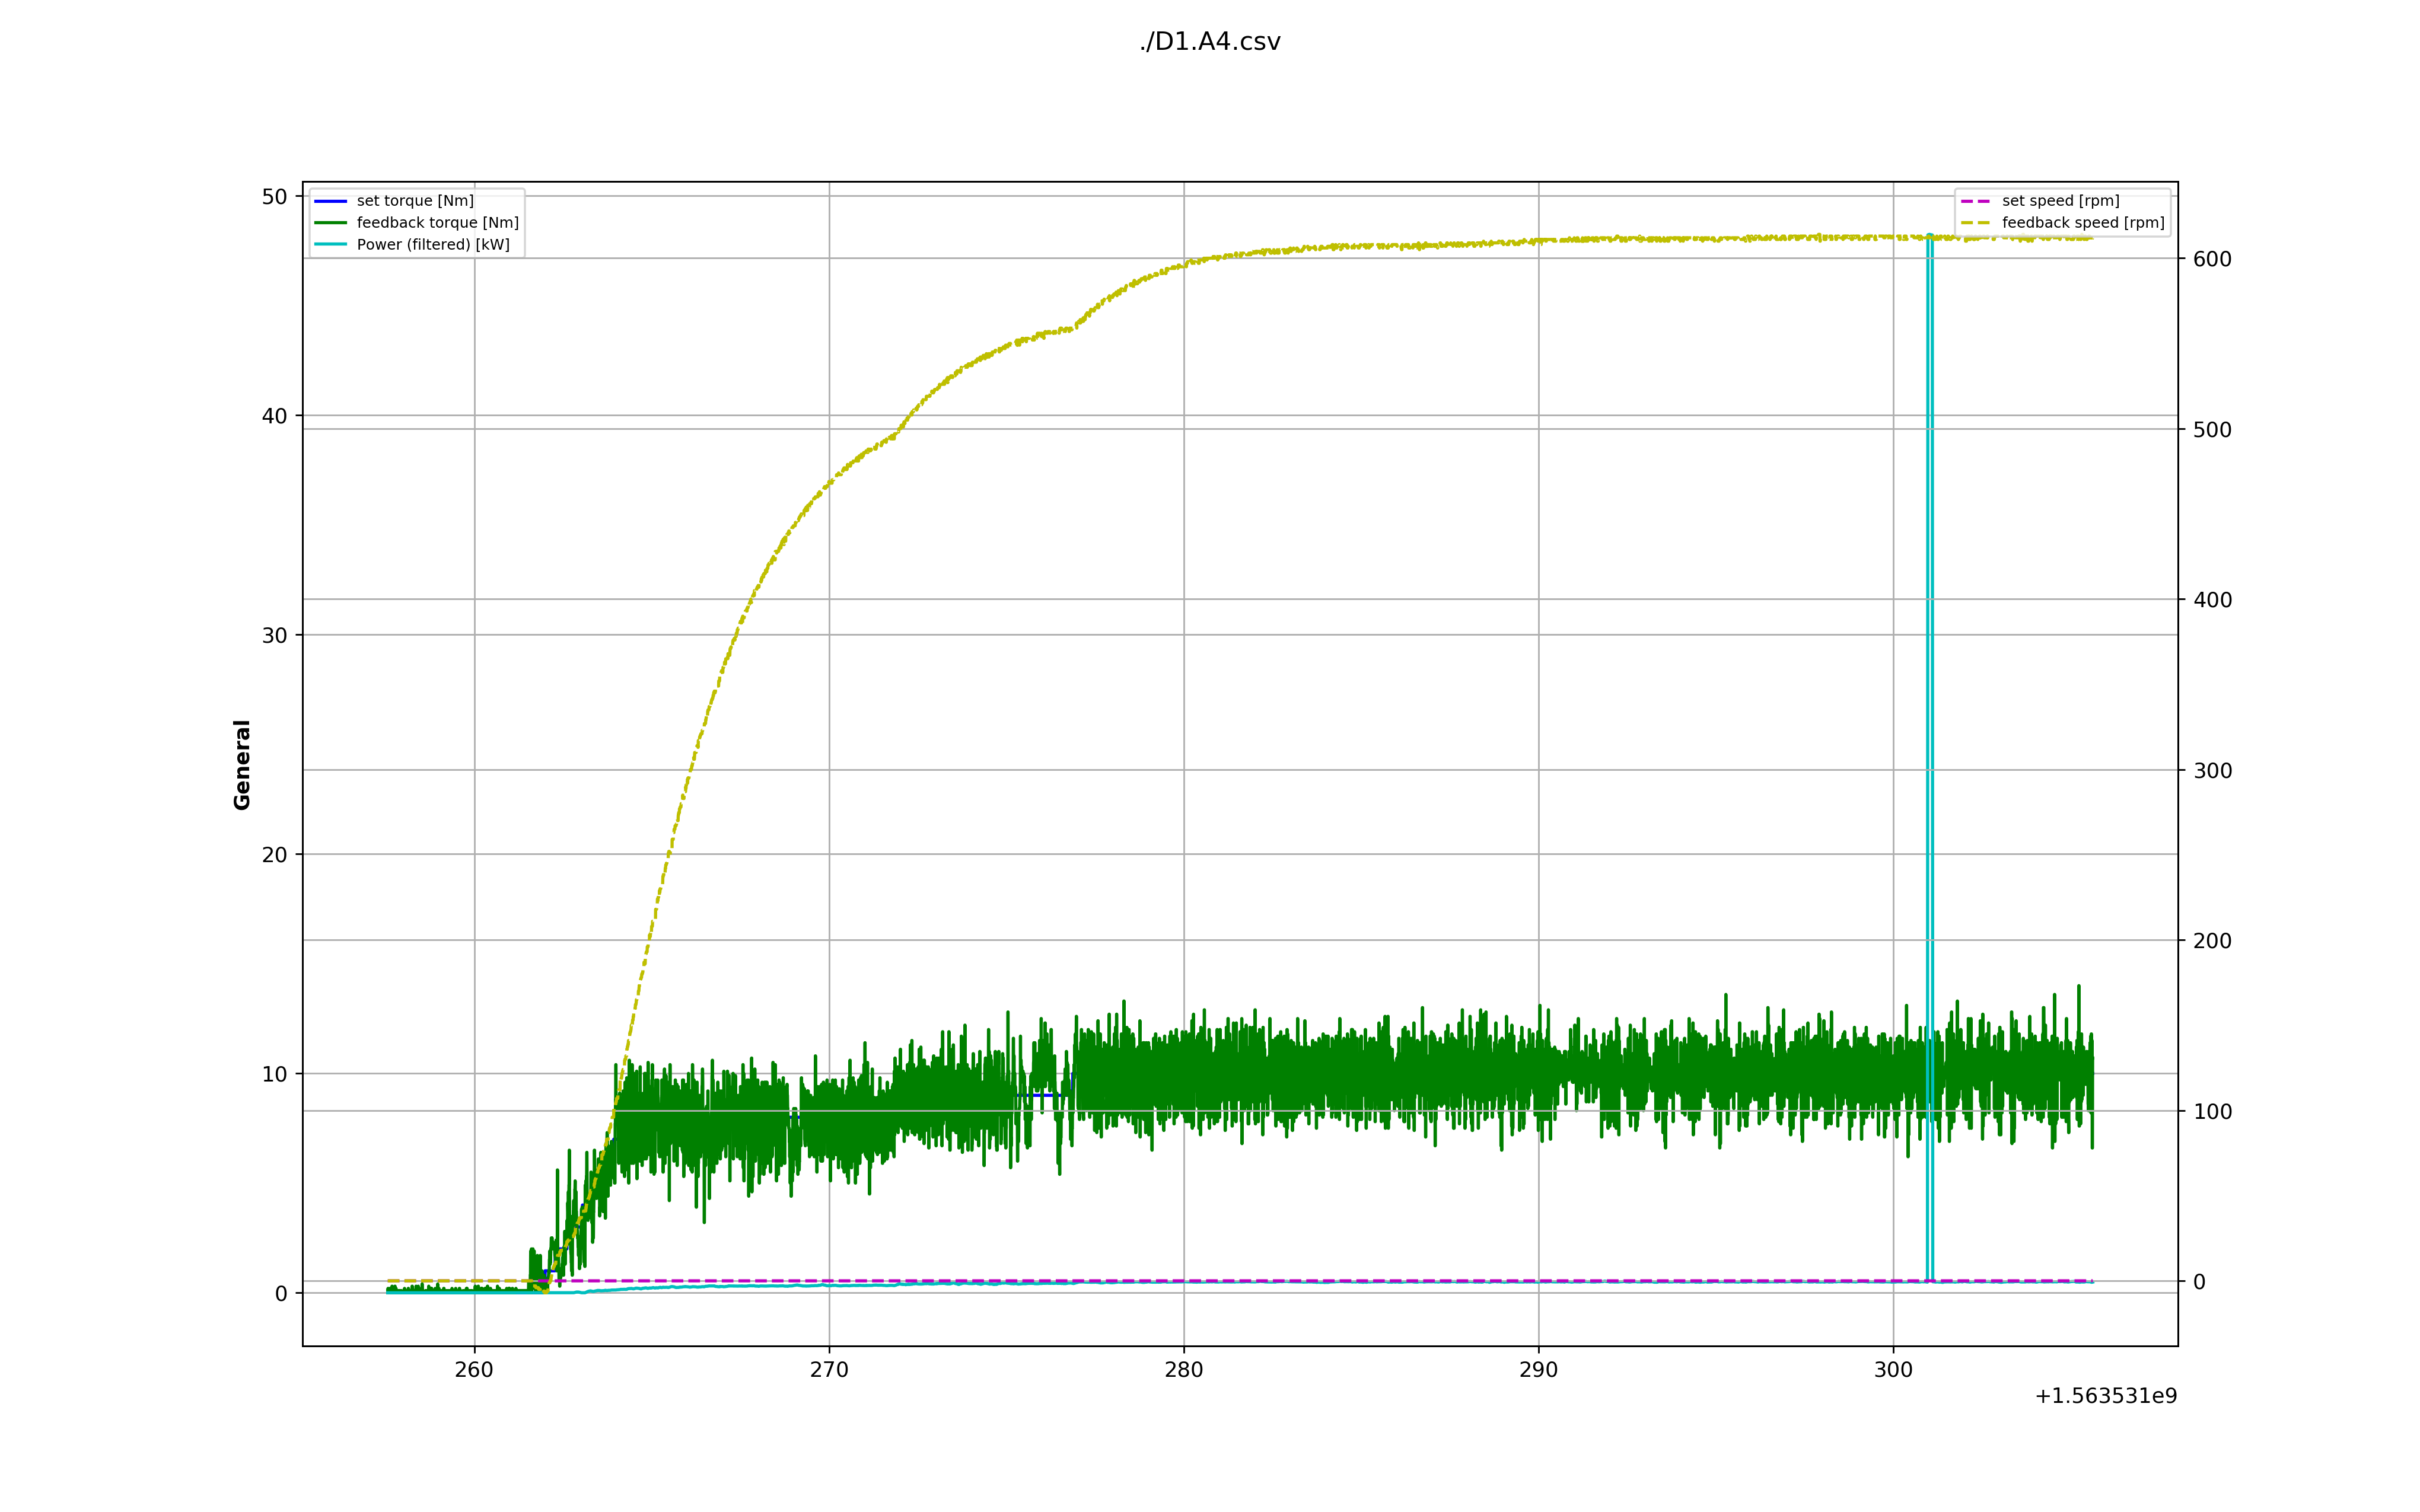 ./D1.A4.csv
set torque [Nm]
feedback torque [Nm]
Power (filtered) [kW]
set speed [rpm]
feedback speed [rpm]
General
50
40
30
20
10
0
600
500
400
300
200
100
0
260 270 280 290 300
+1.563531e9